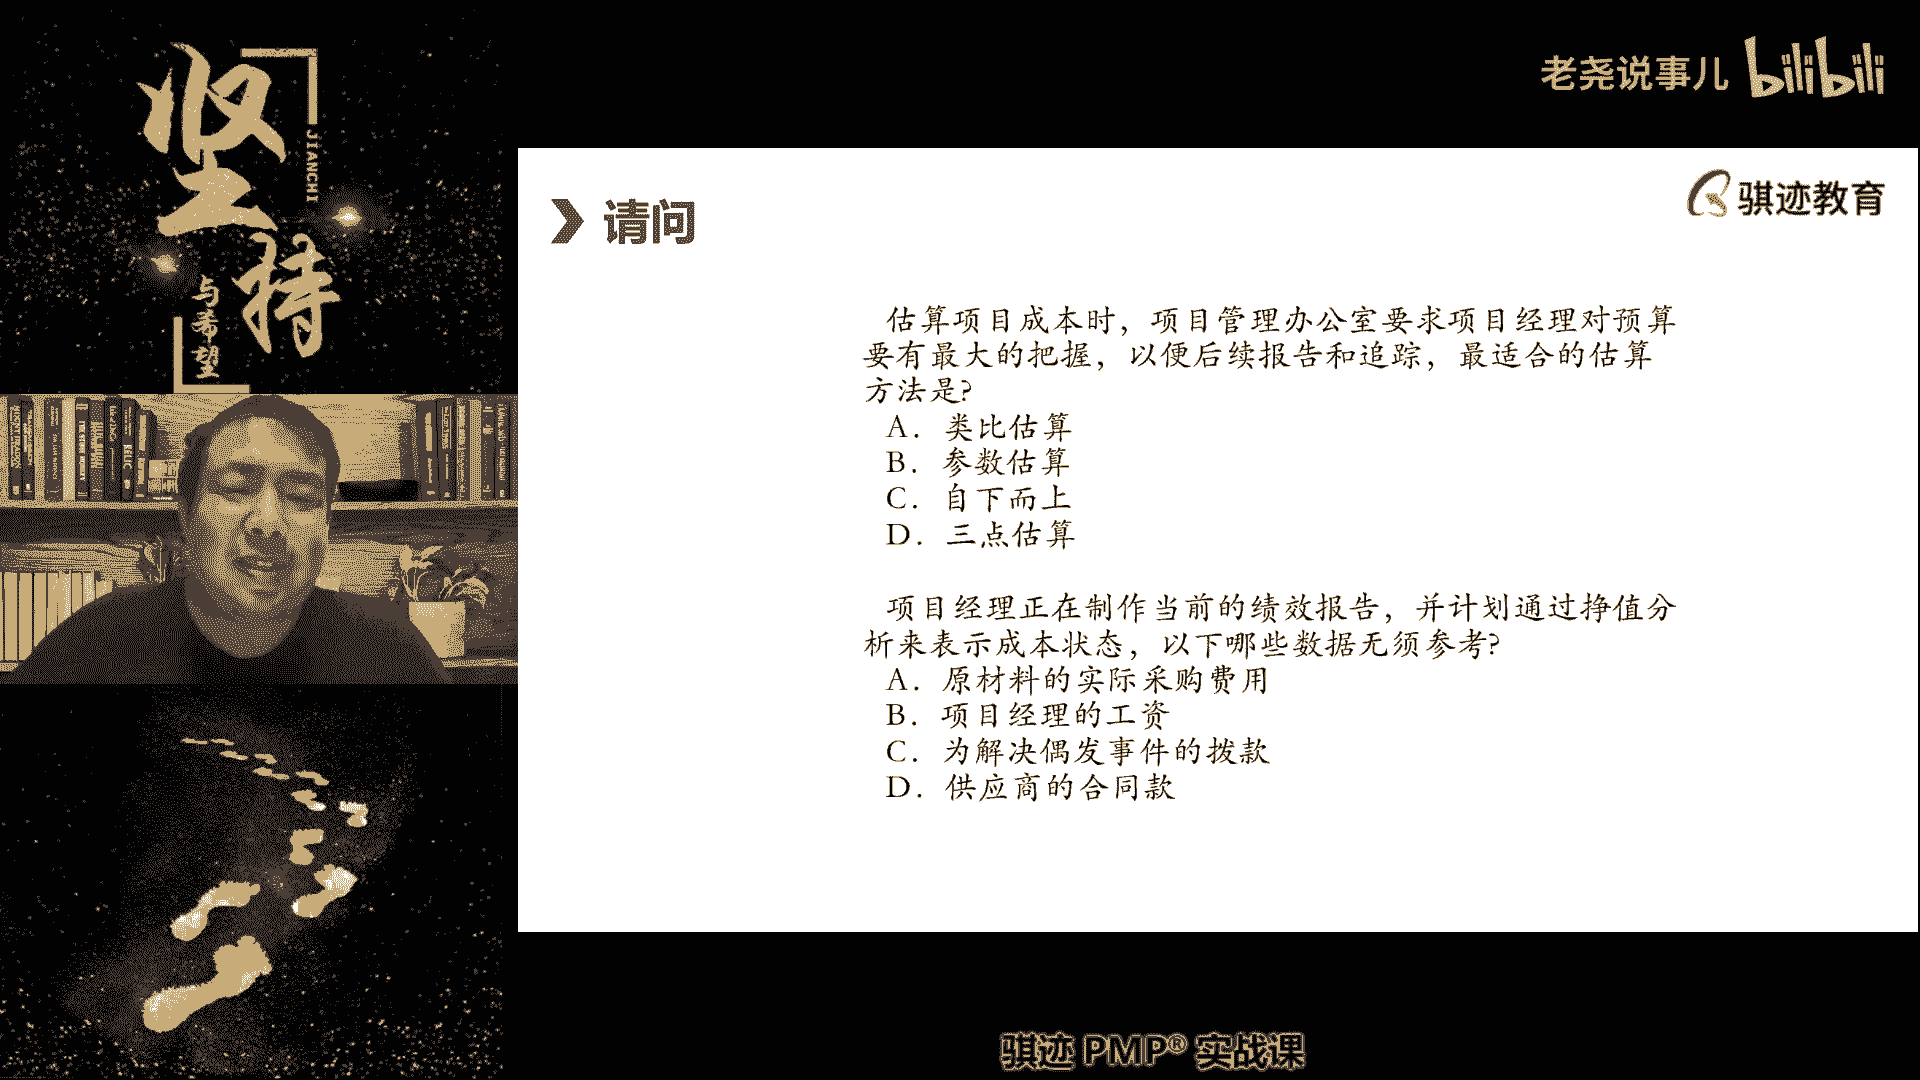 坚持
JIANCHI
与希望
老尧说事儿 bilibili
骐迹教育
请问
估算项目成本时，项目管理办公室要求项目经理对预算
要有最大的把握，以便后续报告和追踪，最适合的估算
方法是?
A．类比估算
B．参数估算
C．自下而上
D．三点估算
项目经理正在制作当前的绩效报告，并计划通过挣值分
析来表示成本状态，以下哪些数据无须参考?
A．原材料的实际采购费用
B．项目经理的工资
C．为解决偶发事件的拨款
D．供应商的合同款
骐迹 PMP® 实战课